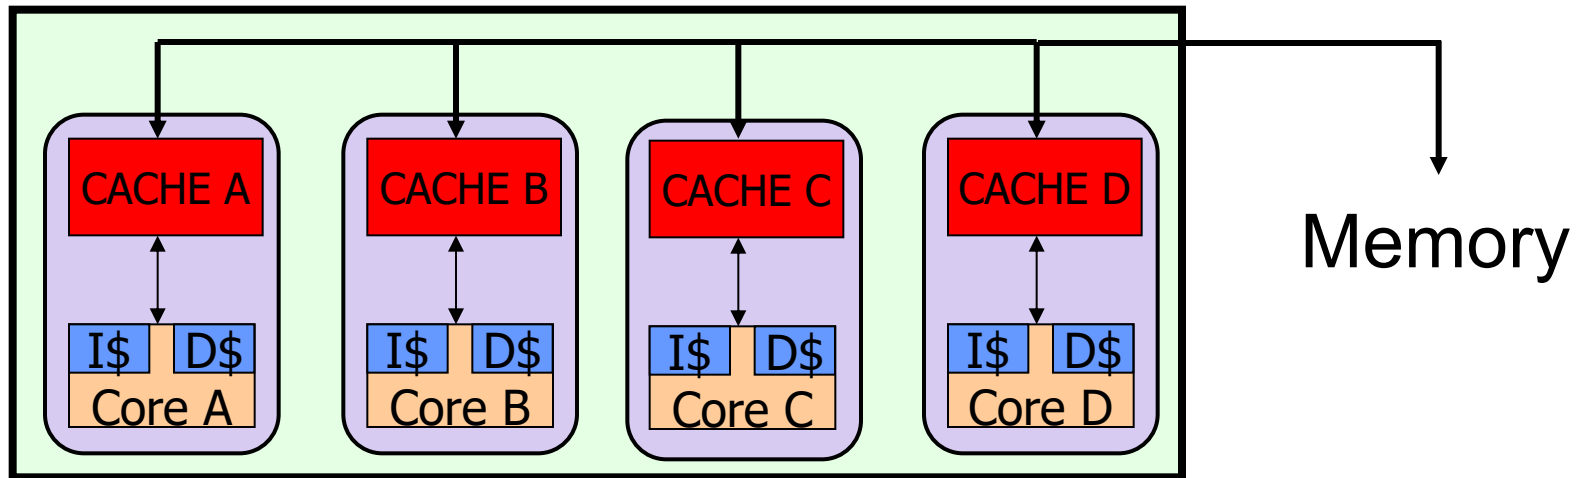 CACHE A
CACHE B
CACHE C
CACHE D
Memory
I$ D$
Core A
I$ D$
Core B
I$ D$
Core C
I$ D$
Core D